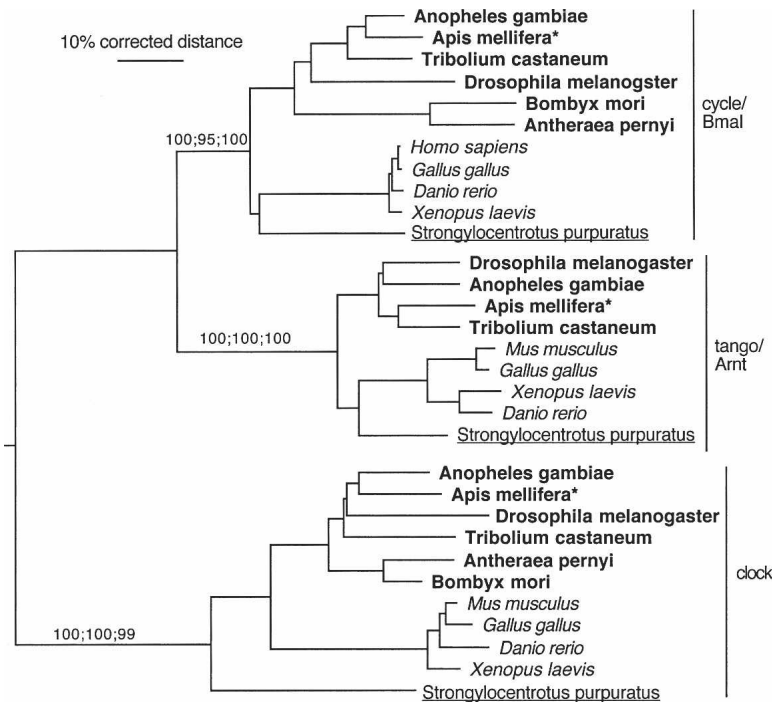 Anopheles gambiae
10% corrected distance
Apis mellifera*
Tribolium castaneum
Drosophila melanogster
Bombyx mori
cycle/
Bmal
Antheraea pernyi
100;95;100
Homo sapiens
Gallus gallus
Danio rerio
Xenopus laevis
Strongylocentrotus purpuratus
Drosophila melanogaster
Anopheles gambiae
Apis mellifera*
Tribolium castaneum
100;100;100
tango/
Arnt
Mus musculus
Gallus gallus
Xenopus laevis
Danio rerio
Strongylocentrotus purpuratus
Anopheles gambiae
Apis mellifera*
Drosophila melanogaster
Tribolium castaneum
Antheraea pernyi
clock
Bombyx mori
Mus musculus
Gallus gallus
100;100;99
Danio rerio
Xenopus laevis
Strongylocentrotus purpuratus